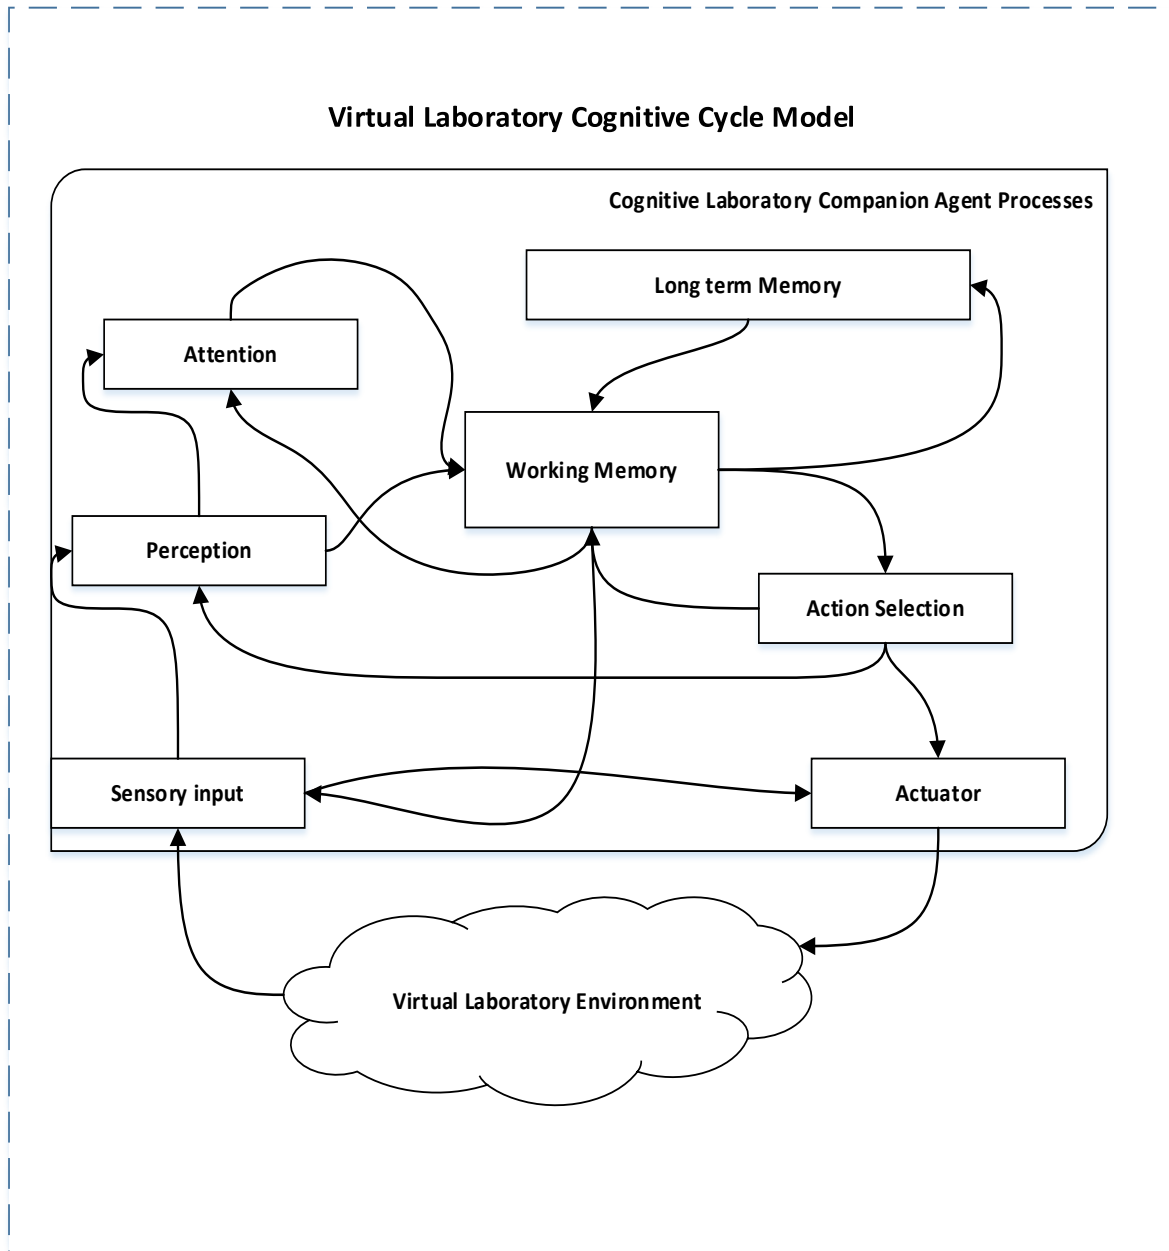 Virtual Laboratory Cognitive Cycle Model
Cognitive Laboratory Companion Agent Processes
Long term Memory
Attention
Working Memory
Perception
Action Selection
Sensory input
Actuator
Virtual Laboratory Environment